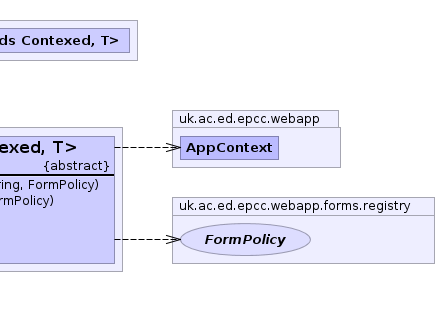 ds Contexed, T>
uk.ac.ed.epcc.webapp
AppContext
exed, T>
{abstract}
ring, FormPolicy)
rmPolicy)
uk.ac.ed.epcc.webapp.forms.registry
FormPolicy